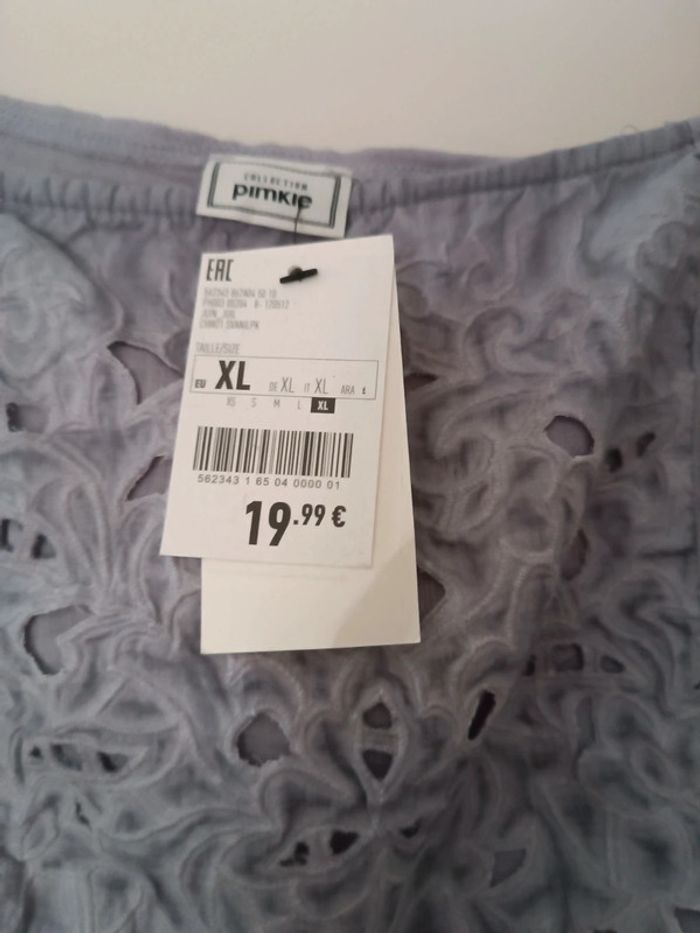 COLLECTION
pimkie
EAC
TAILLE/SIZE
EU XL DE XL IT XL ARA
XS S M L XL
562343 1 65 04 0000 01
19.99 €